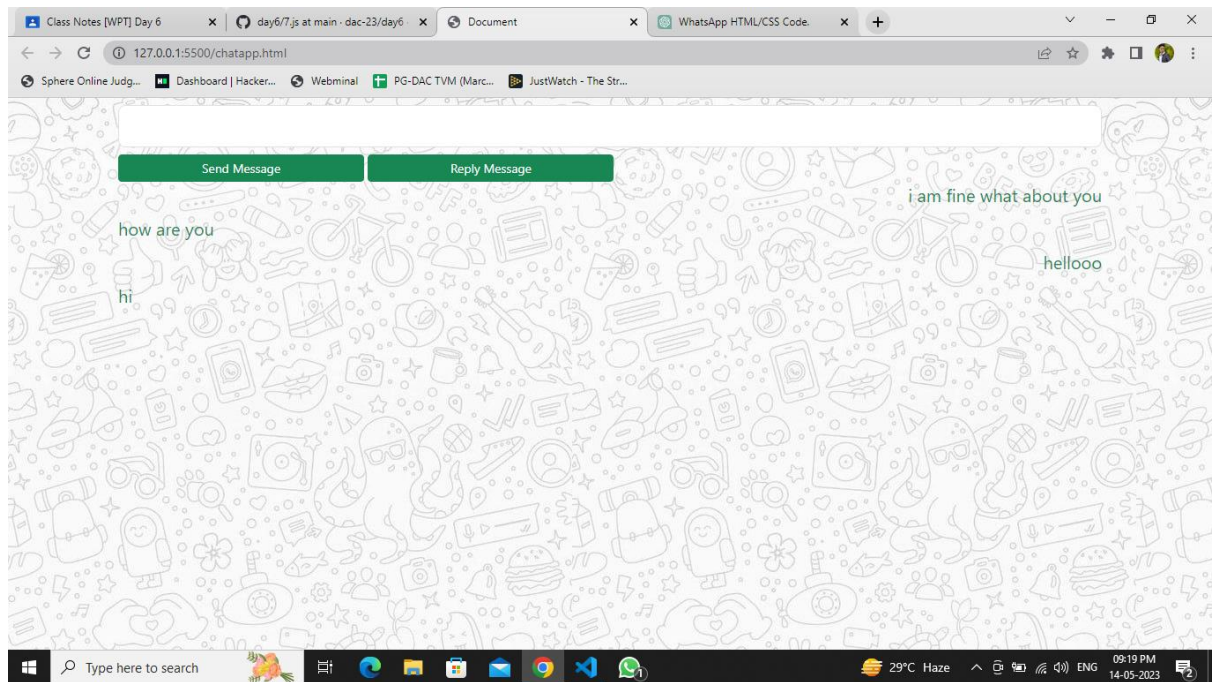 Class Notes [WPT] Day 6
day6/7.js at main · dac-23/day6 ·
Document
WhatsApp HTML/CSS Code.
127.0.0.1:5500/chatapp.html
Sphere Online Judg...
Dashboard | Hacker...
Webminal
PG-DAC TVM (Marc...
JustWatch - The Str...
Send Message
Reply Message
i am fine what about you
how are you
hellooo
hi
Type here to search
29°C Haze
ENG
09:19 PM
14-05-2023